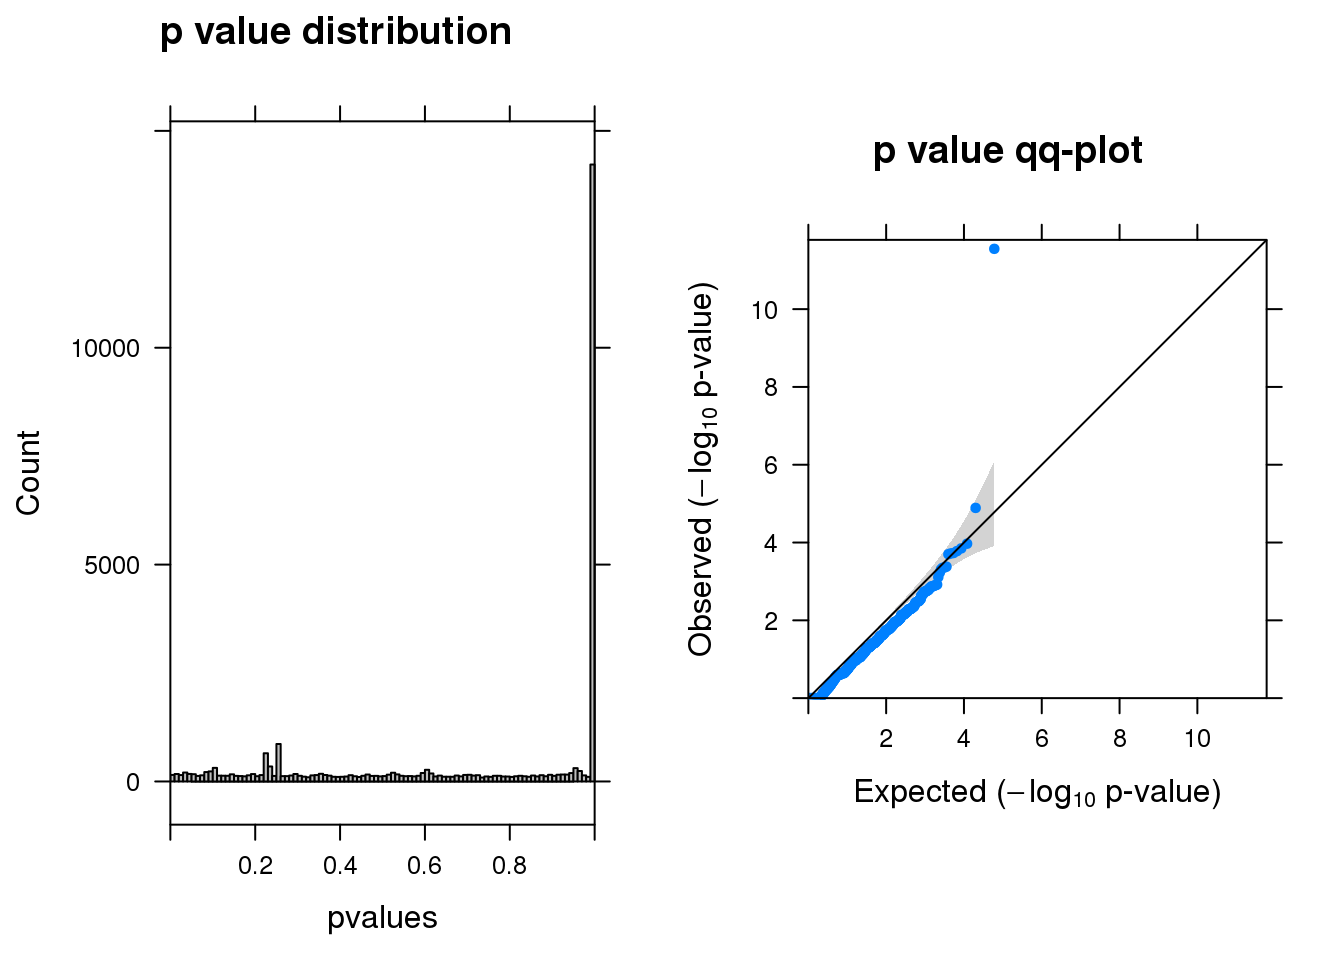 p value distribution
Count
10000
5000
0
0.2 0.4 0.6 0.8
pvalues
p value qq-plot
Observed (−log10 p-value)
10
8
6
4
2
2 4 6 8 10
Expected (−log10 p-value)